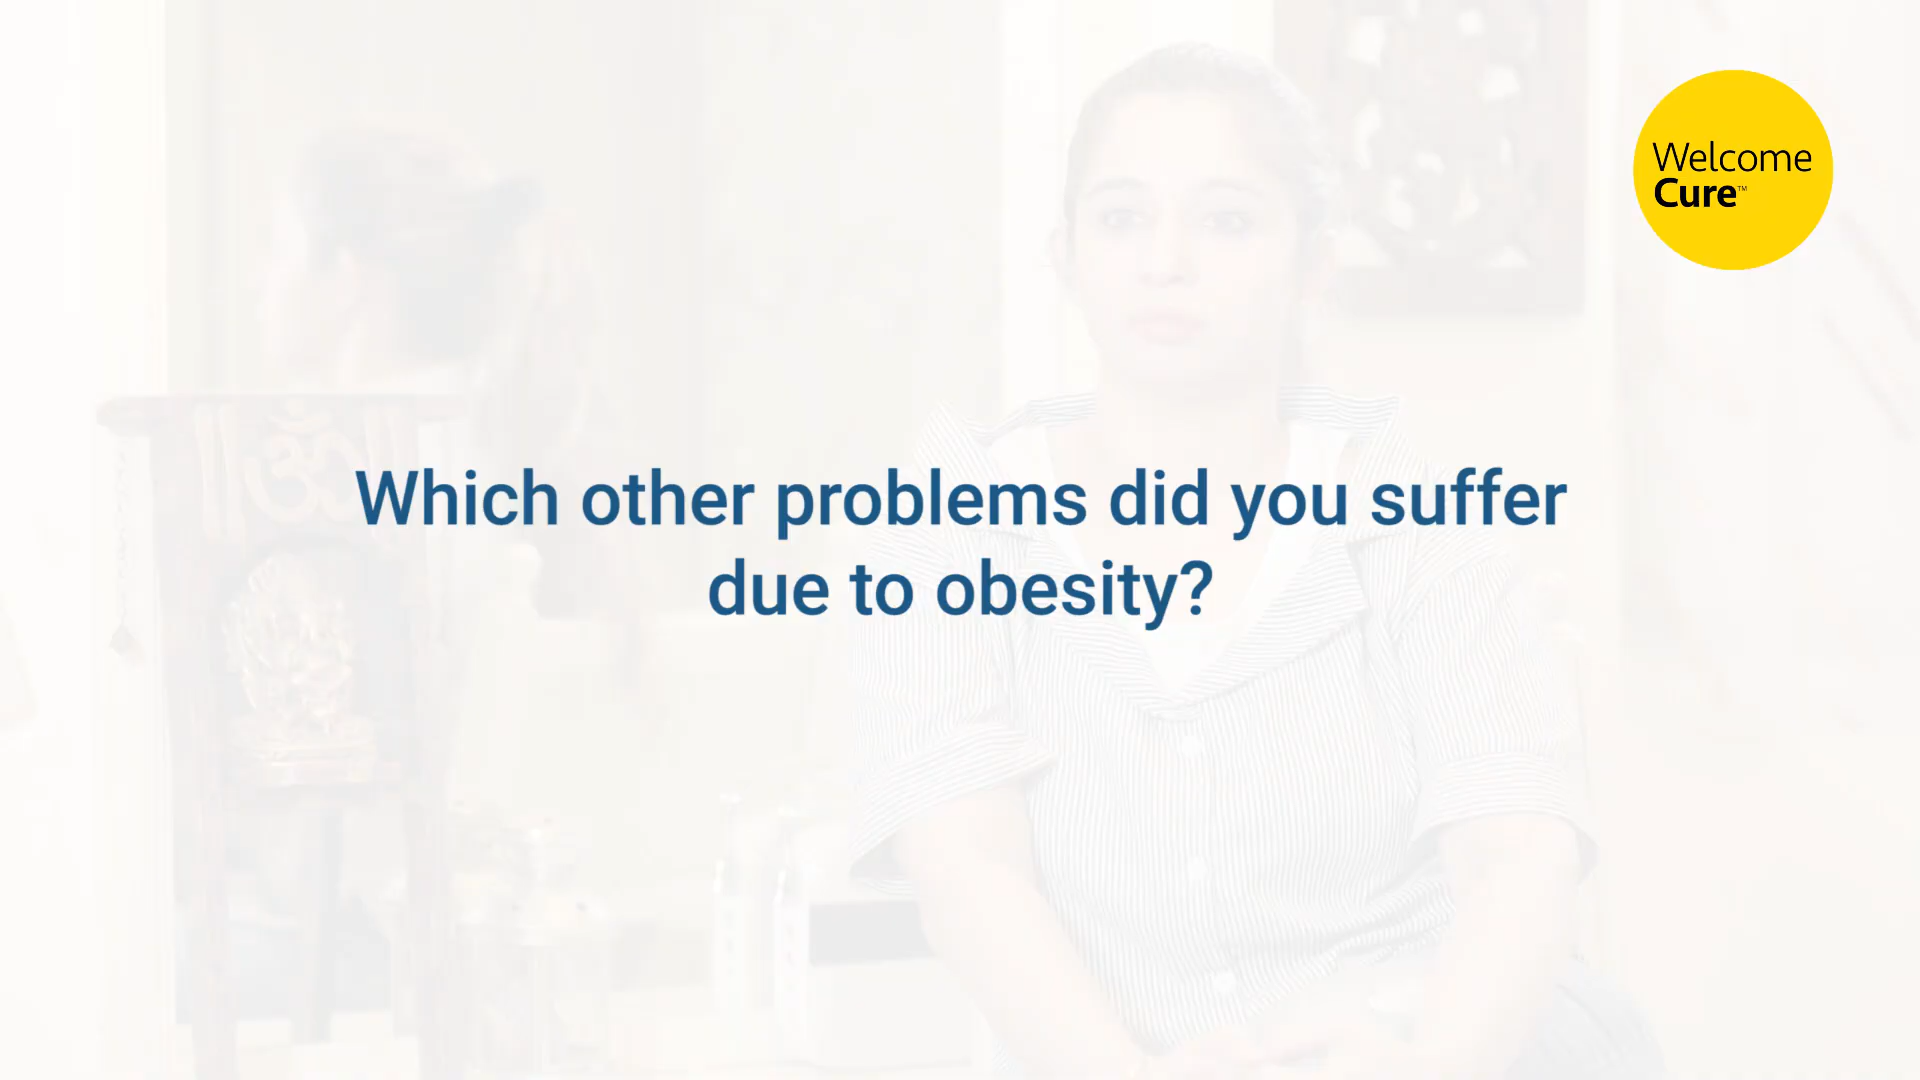 Welcome
Cure™
Which other problems did you suffer
due to obesity?
॥ ॐ ॥